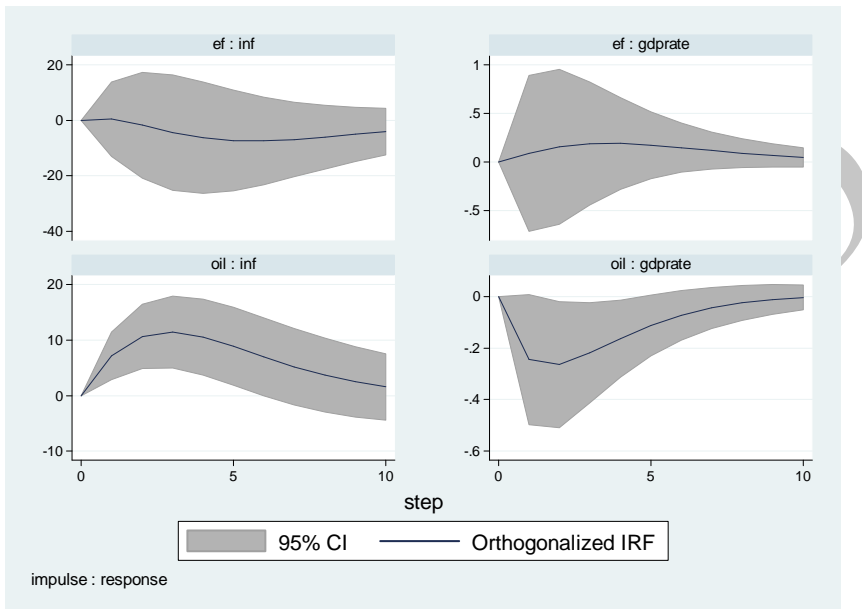 ef : inf
ef : gdprate
20
0
-20
-40
1
.5
0
-.5
oil : inf
oil : gdprate
20
10
0
-10
0
-.2
-.4
-.6
0 5 10
0 5 10
step
95% CI Orthogonalized IRF
impulse : response